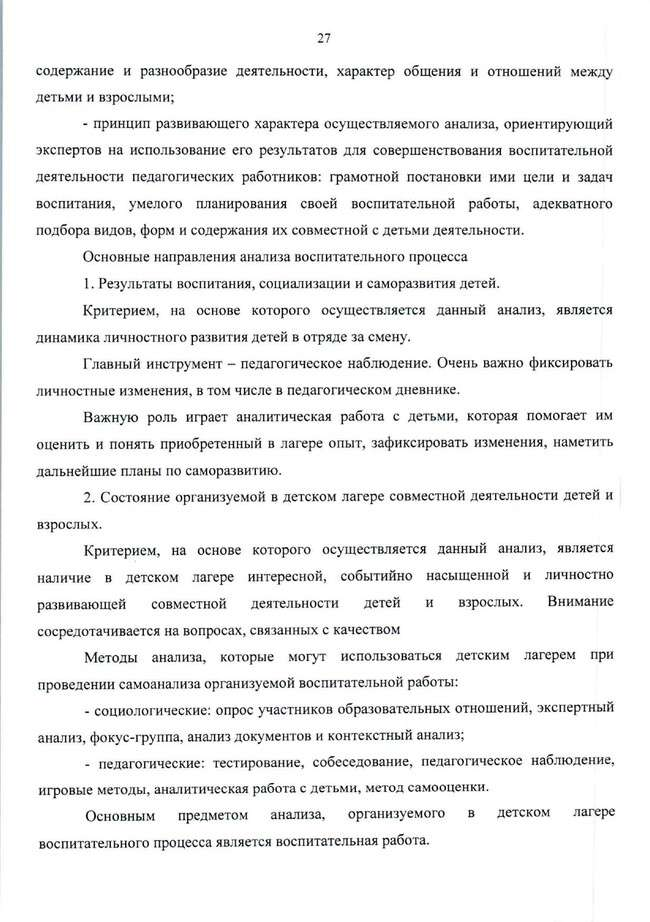 27
содержание и разнообразие деятельности, характер общения и отношений между
детьми и взрослыми;
- принцип развивающего характера осуществляемого анализа, ориентирующий
экспертов на использование его результатов для совершенствования воспитательной
деятельности педагогических работников: грамотной постановки ими цели и задач
воспитания, умелого планирования своей воспитательной работы, адекватного
подбора видов, форм и содержания их совместной с детьми деятельности.
Основные направления анализа воспитательного процесса
1. Результаты воспитания, социализации и саморазвития детей.
Критерием, на основе которого осуществляется данный анализ, является
динамика личностного развития детей в отряде за смену.
Главный инструмент – педагогическое наблюдение. Очень важно фиксировать
личностные изменения, в том числе в педагогическом дневнике.
Важную роль играет аналитическая работа с детьми, которая помогает им
оценить и понять приобретенный в лагере опыт, зафиксировать изменения, наметить
дальнейшие планы по саморазвитию.
2. Состояние организуемой в детском лагере совместной деятельности детей и
взрослых.
Критерием, на основе которого осуществляется данный анализ, является
наличие в детском лагере интересной, событийно насыщенной и личностно
развивающей совместной деятельности детей и взрослых. Внимание
сосредотачивается на вопросах, связанных с качеством
Методы анализа, которые могут использоваться детским лагерем при
проведении самоанализа организуемой воспитательной работы:
- социологические: опрос участников образовательных отношений, экспертный
анализ, фокус-группа, анализ документов и контекстный анализ;
- педагогические: тестирование, собеседование, педагогическое наблюдение,
игровые методы, аналитическая работа с детьми, метод самооценки.
Основным предметом анализа, организуемого в детском лагере
воспитательного процесса является воспитательная работа.